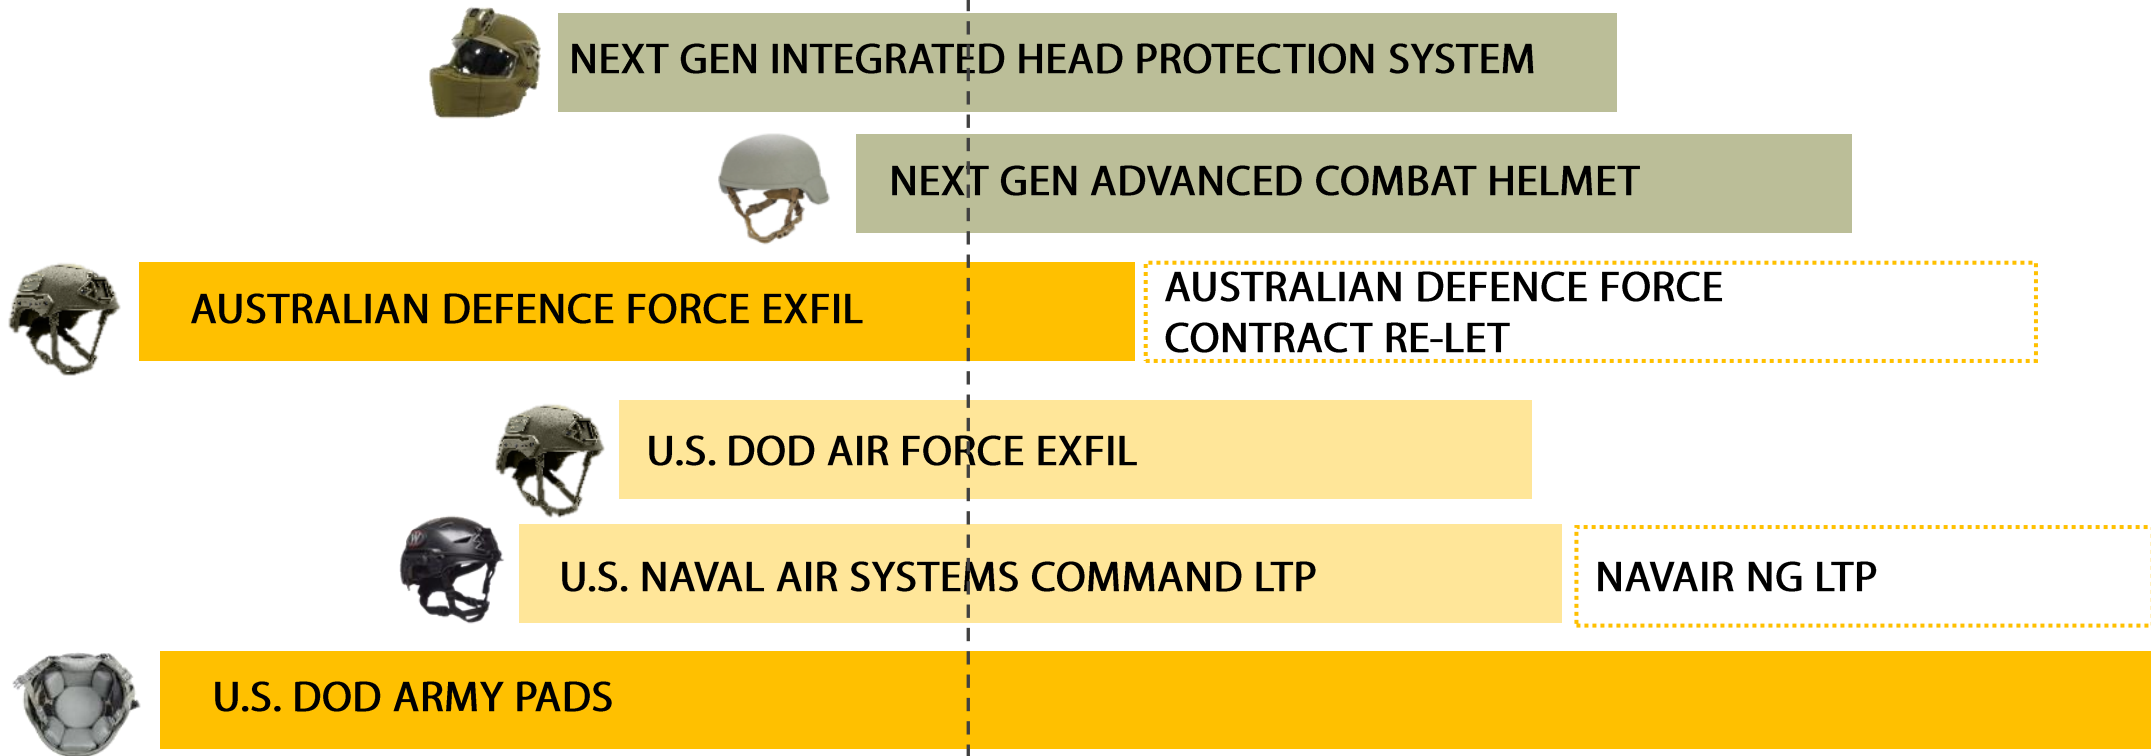 NEXT GEN INTEGRATED HEAD PROTECTION SYSTEM
NEXT GEN ADVANCED COMBAT HELMET
AUSTRALIAN DEFENCE FORCE EXFIL
AUSTRALIAN DEFENCE FORCE
CONTRACT RE-LET
U.S. DOD AIR FORCE EXFIL
U.S. NAVAL AIR SYSTEMS COMMAND LTP
NAVAIR NG LTP
U.S. DOD ARMY PADS